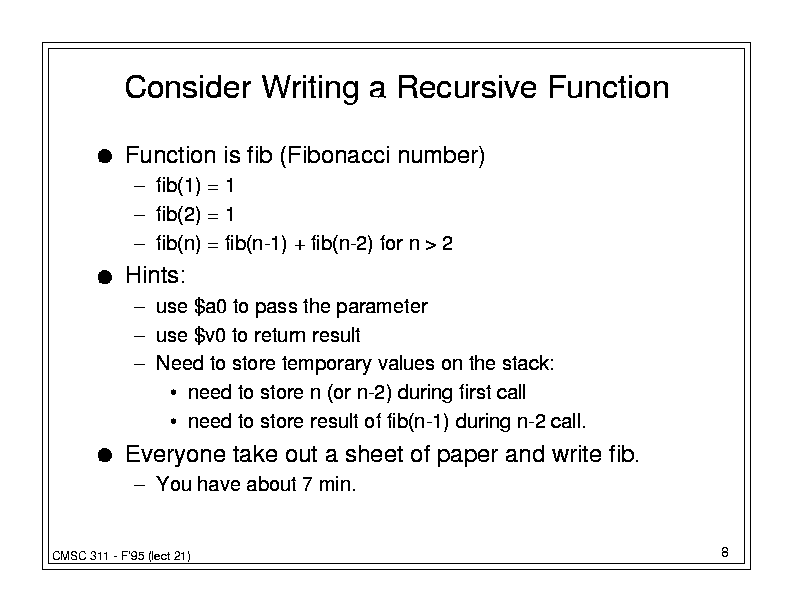 Consider Writing a Recursive Function
● Function is fib (Fibonacci number)
– fib(1) = 1
– fib(2) = 1
– fib(n) = fib(n-1) + fib(n-2) for n > 2
● Hints:
– use $a0 to pass the parameter
– use $v0 to return result
– Need to store temporary values on the stack:
• need to store n (or n-2) during first call
• need to store result of fib(n-1) during n-2 call.
● Everyone take out a sheet of paper and write fib.
– You have about 7 min.
CMSC 311 - F'95 (lect 21)
8